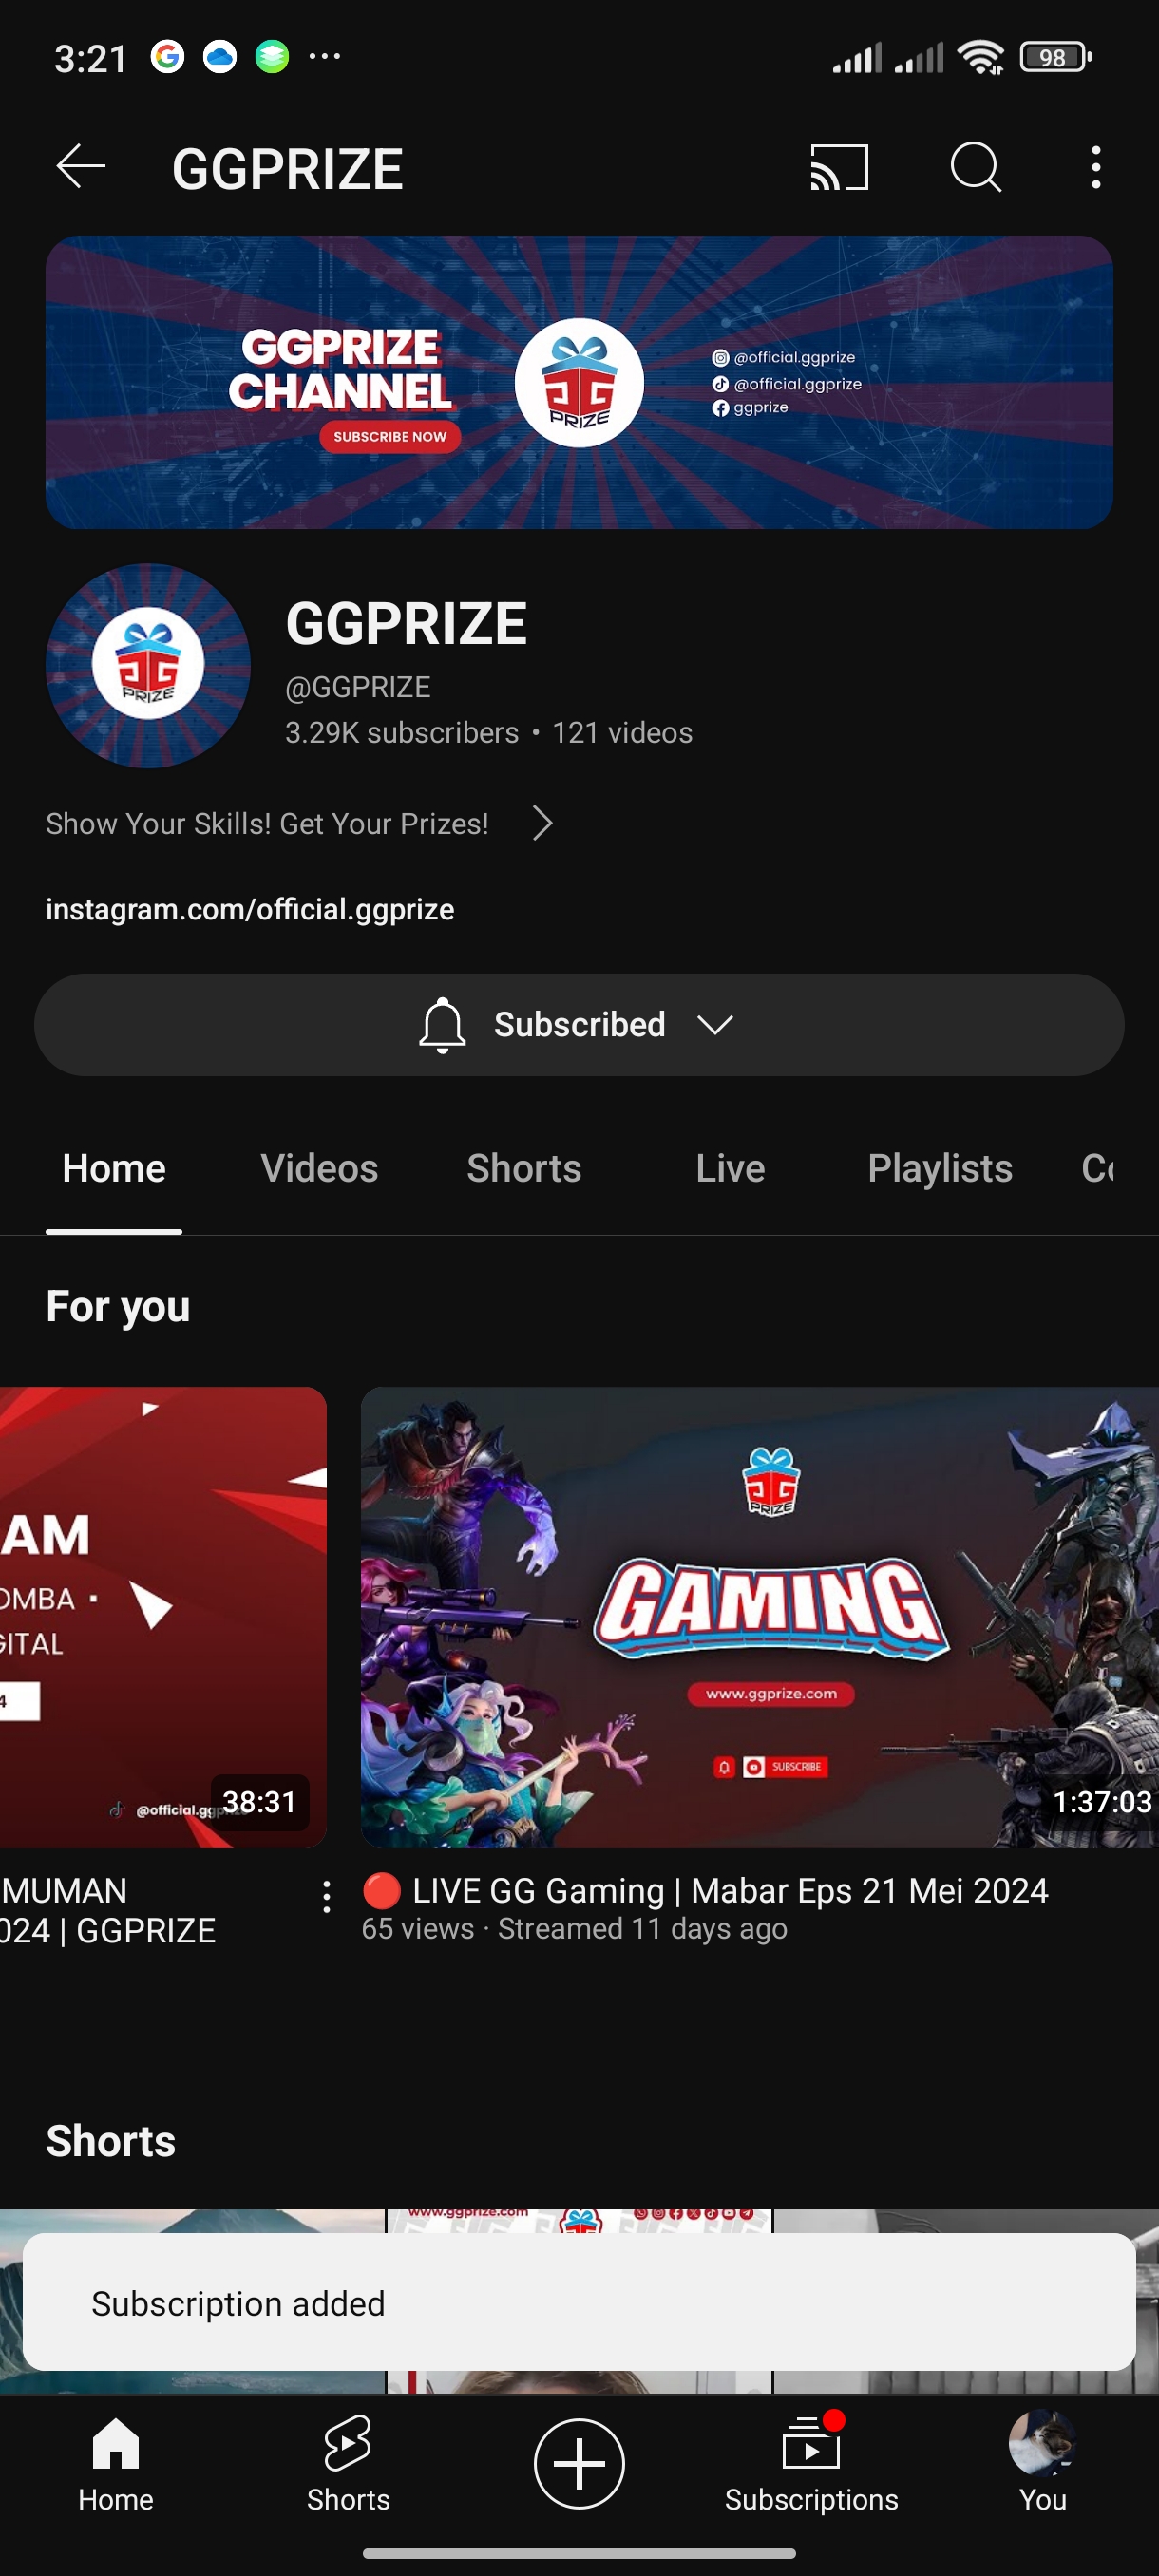 3:21
98
GGPRIZE
GGPRIZE
CHANNEL
SUBSCRIBE NOW
GG
PRIZE
@official.ggprize
@official.ggprize
ggprize
GG
PRIZE
GGPRIZE
@GGPRIZE
3.29K subscribers • 121 videos
Show Your Skills! Get Your Prizes!
instagram.com/official.ggprize
Subscribed
Home Videos Shorts Live Playlists
For you
AM
OMBA
GITAL
4
@official.gg
38:31
GG
PRIZE
GAMING
www.ggprize.com
SUBSCRIBE
1:37:03
MUMAN
024 | GGPRIZE
🔴 LIVE GG Gaming | Mabar Eps 21 Mei 2024
65 views · Streamed 11 days ago
Shorts
www.ggprize.com
Subscription added
Home Shorts Subscriptions You